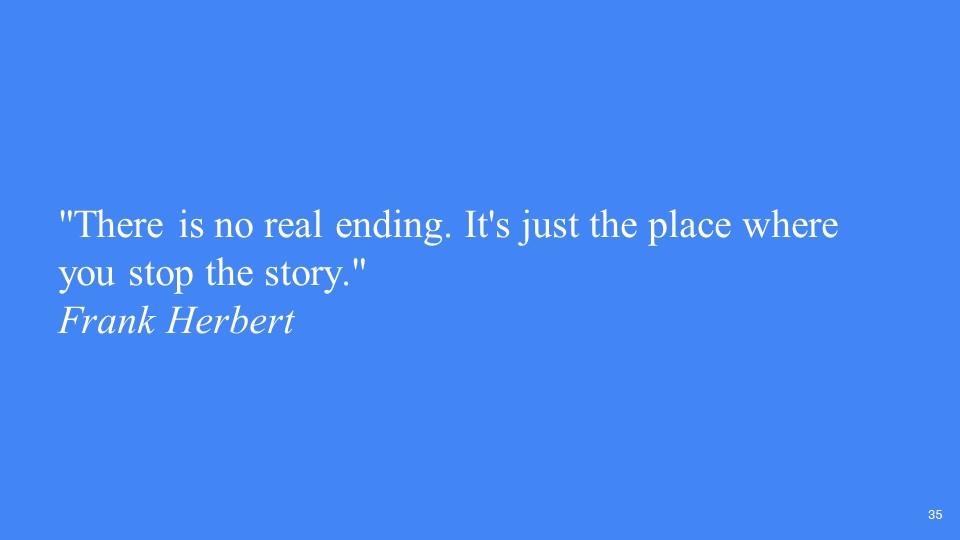 "There is no real ending. It's just the place where
you stop the story."
Frank Herbert
35